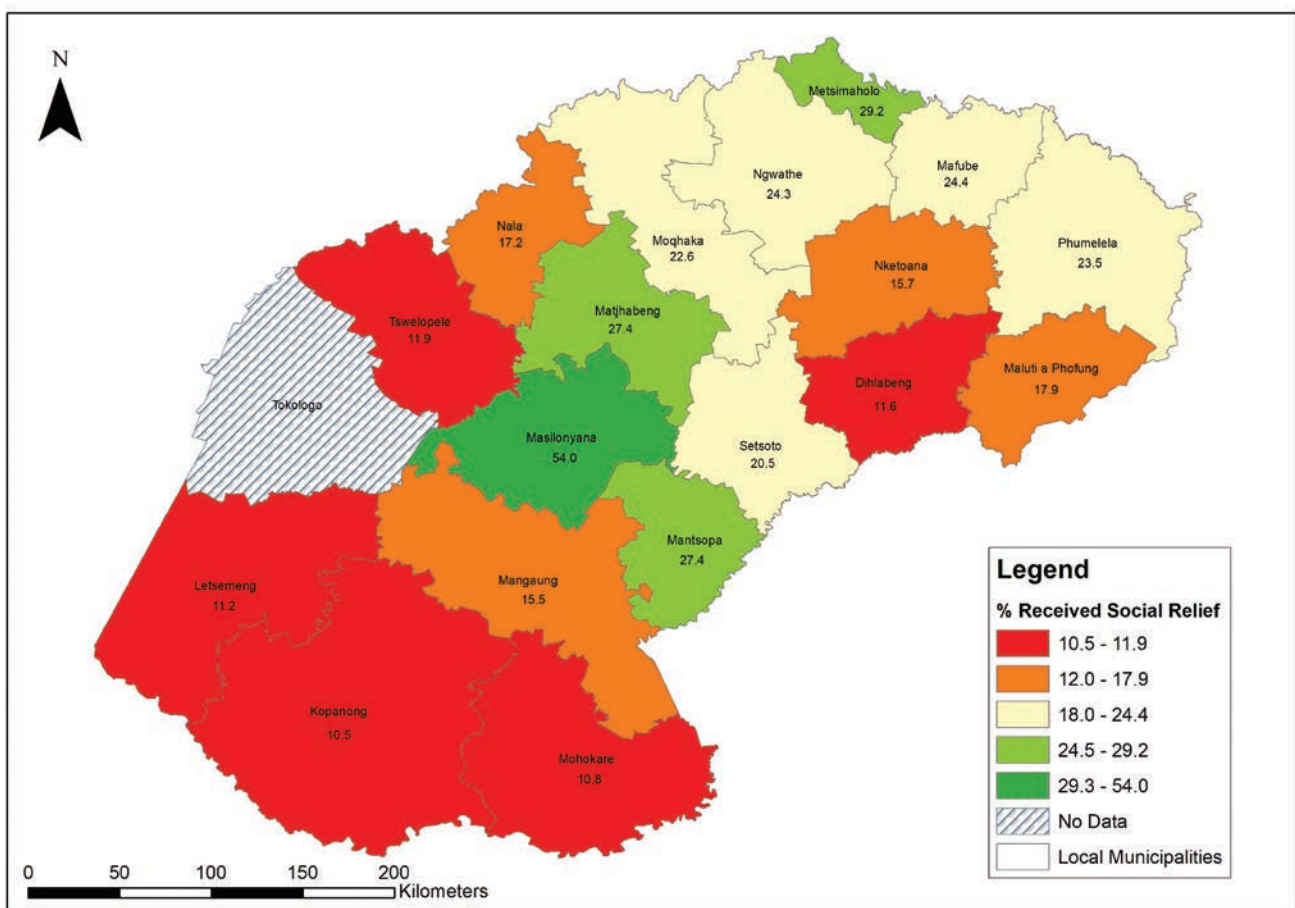 N
Metsimaholo
29.2
Mafube
24.4
Ngwathe
24.3
Nala
17.2
Moqhaka
22.6
Phumelela
23.5
Nketoana
15.7
Matjhabeng
27.4
Tswelopele
11.9
Maluti a Phofung
17.9
Dihlabeng
11.6
Tokologo
Masilonyana
54.0
Setsoto
20.5
Mantsopa
27.4
Mangaung
15.5
Letsemeng
11.2
Kopanong
10.5
Mohokare
10.8
Legend
% Received Social Relief
10.5 - 11.9
12.0 - 17.9
18.0 - 24.4
24.5 - 29.2
29.3 - 54.0
No Data
Local Municipalities
0 50 100 150 200
Kilometers